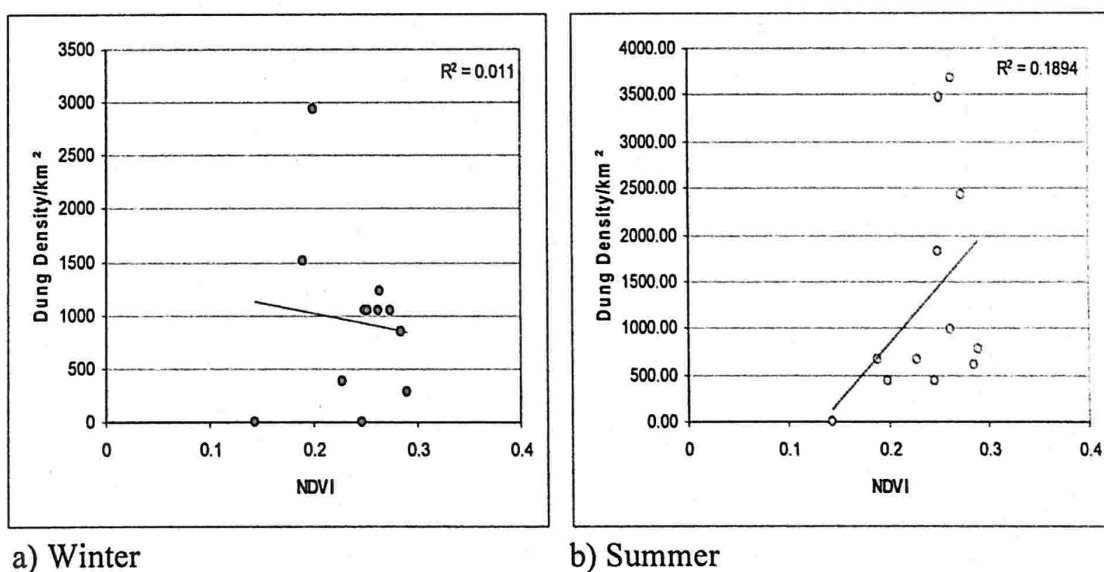 3500
3000
2500
2000
1500
1000
500
0
Dung Density/km²
R² = 0.011
0 0.1 0.2 0.3 0.4
NDVI
a) Winter
4000.00
3500.00
3000.00
2500.00
2000.00
1500.00
1000.00
500.00
0.00
Dung Density/km²
R² = 0.1894
0 0.1 0.2 0.3 0.4
NDVI
b) Summer